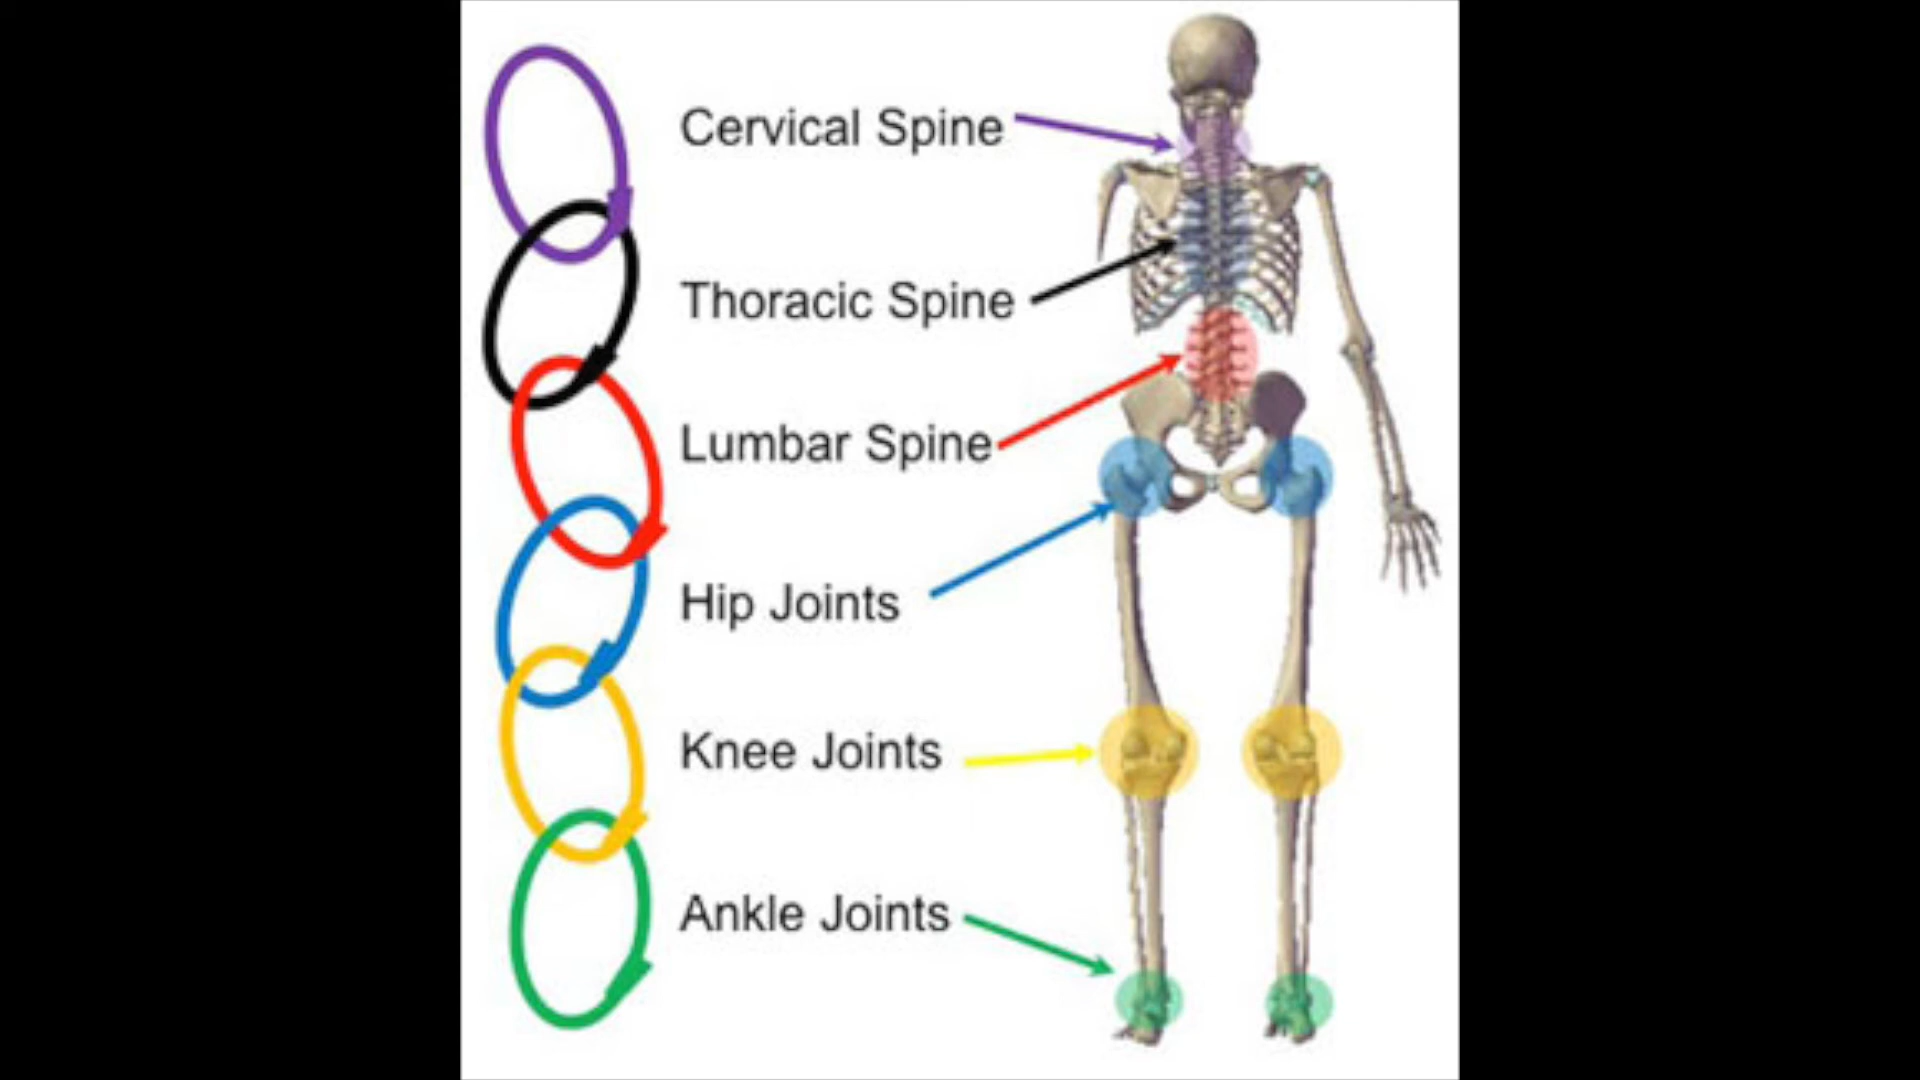 Cervical Spine
Thoracic Spine
Lumbar Spine
Hip Joints
Knee Joints
Ankle Joints